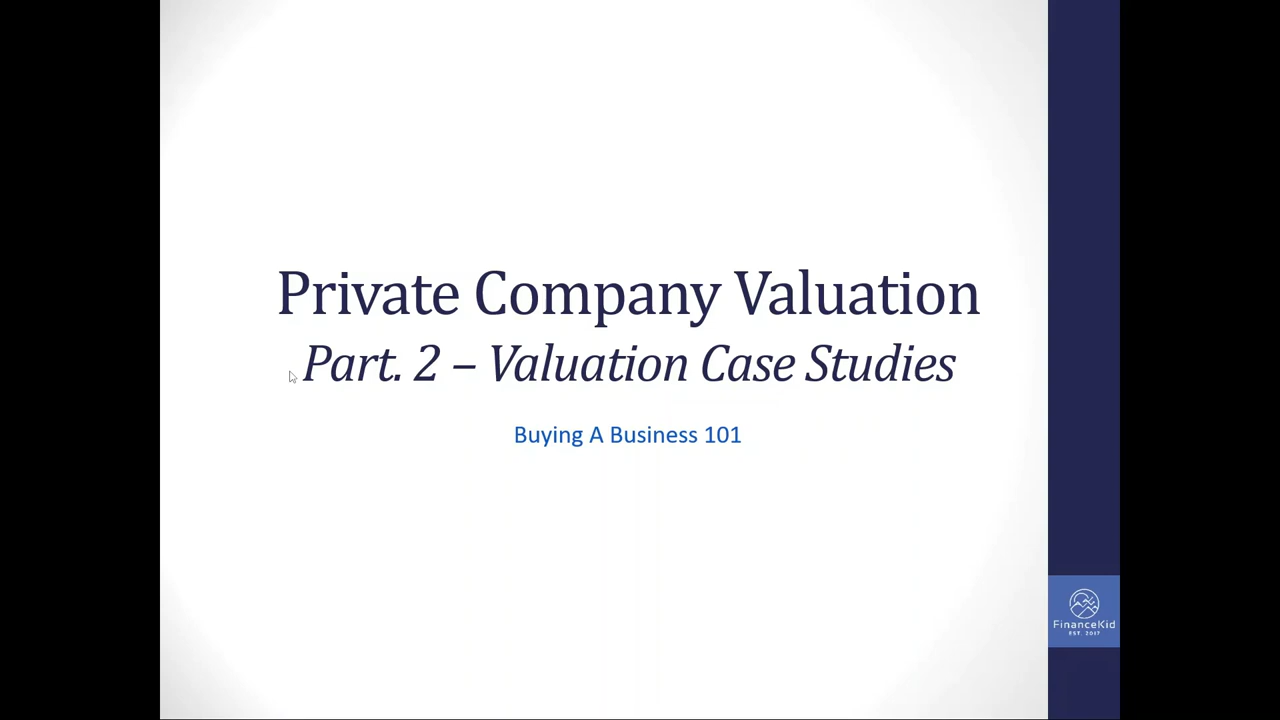 Private Company Valuation
Part. 2 – Valuation Case Studies
Buying A Business 101
FinanceKid
EST. 2017